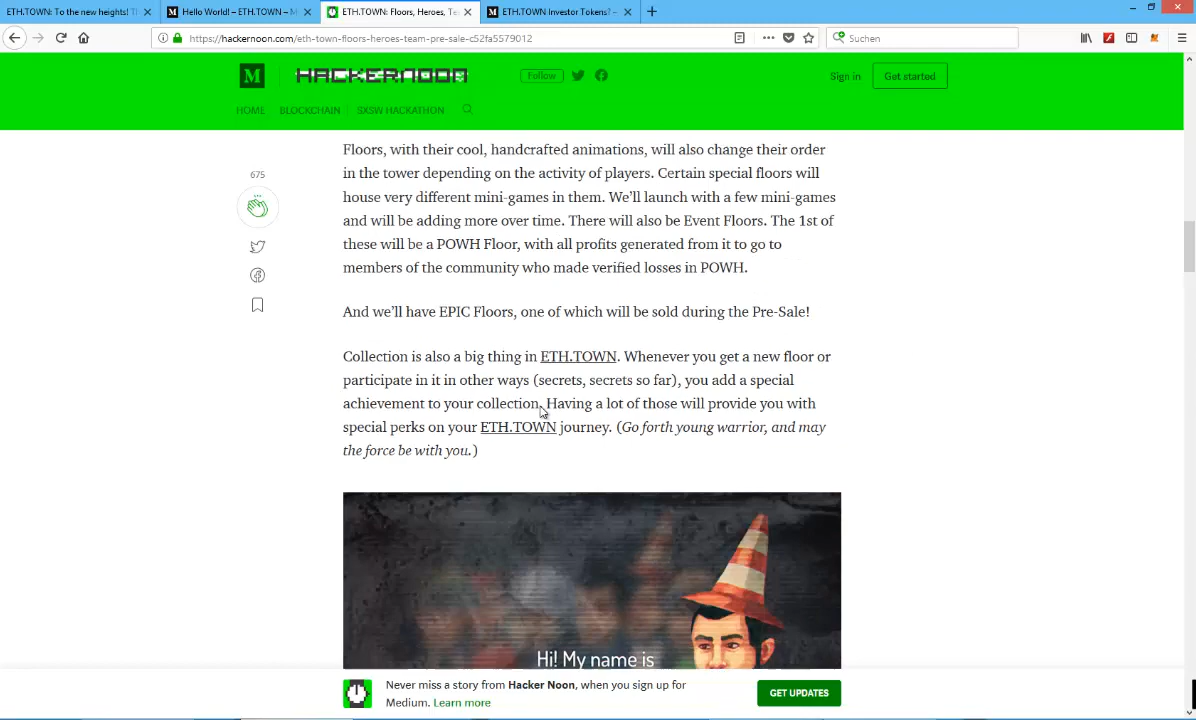 ETH.TOWN: To the new heights! T
Hello World! – ETH.TOWN – M
ETH.TOWN: Floors, Heroes, Te
ETH.TOWN Investor Tokens? –
https://hackernoon.com/eth-town-floors-heroes-team-pre-sale-c52fa5579012
Suchen
M
HACKERNOON
Follow
Sign in
Get started
HOME
BLOCKCHAIN
SXSW HACKATHON
675
Floors, with their cool, handcrafted animations, will also change their order
in the tower depending on the activity of players. Certain special floors will
house very different mini-games in them. We’ll launch with a few mini-games
and will be adding more over time. There will also be Event Floors. The 1st of
these will be a POWH Floor, with all profits generated from it to go to
members of the community who made verified losses in POWH.
And we’ll have EPIC Floors, one of which will be sold during the Pre-Sale!
Collection is also a big thing in ETH.TOWN. Whenever you get a new floor or
participate in it in other ways (secrets, secrets so far), you add a special
achievement to your collection. Having a lot of those will provide you with
special perks on your ETH.TOWN journey. (Go forth young warrior, and may
the force be with you.)
Hi! My name is
Never miss a story from Hacker Noon, when you sign up for
Medium. Learn more
GET UPDATES